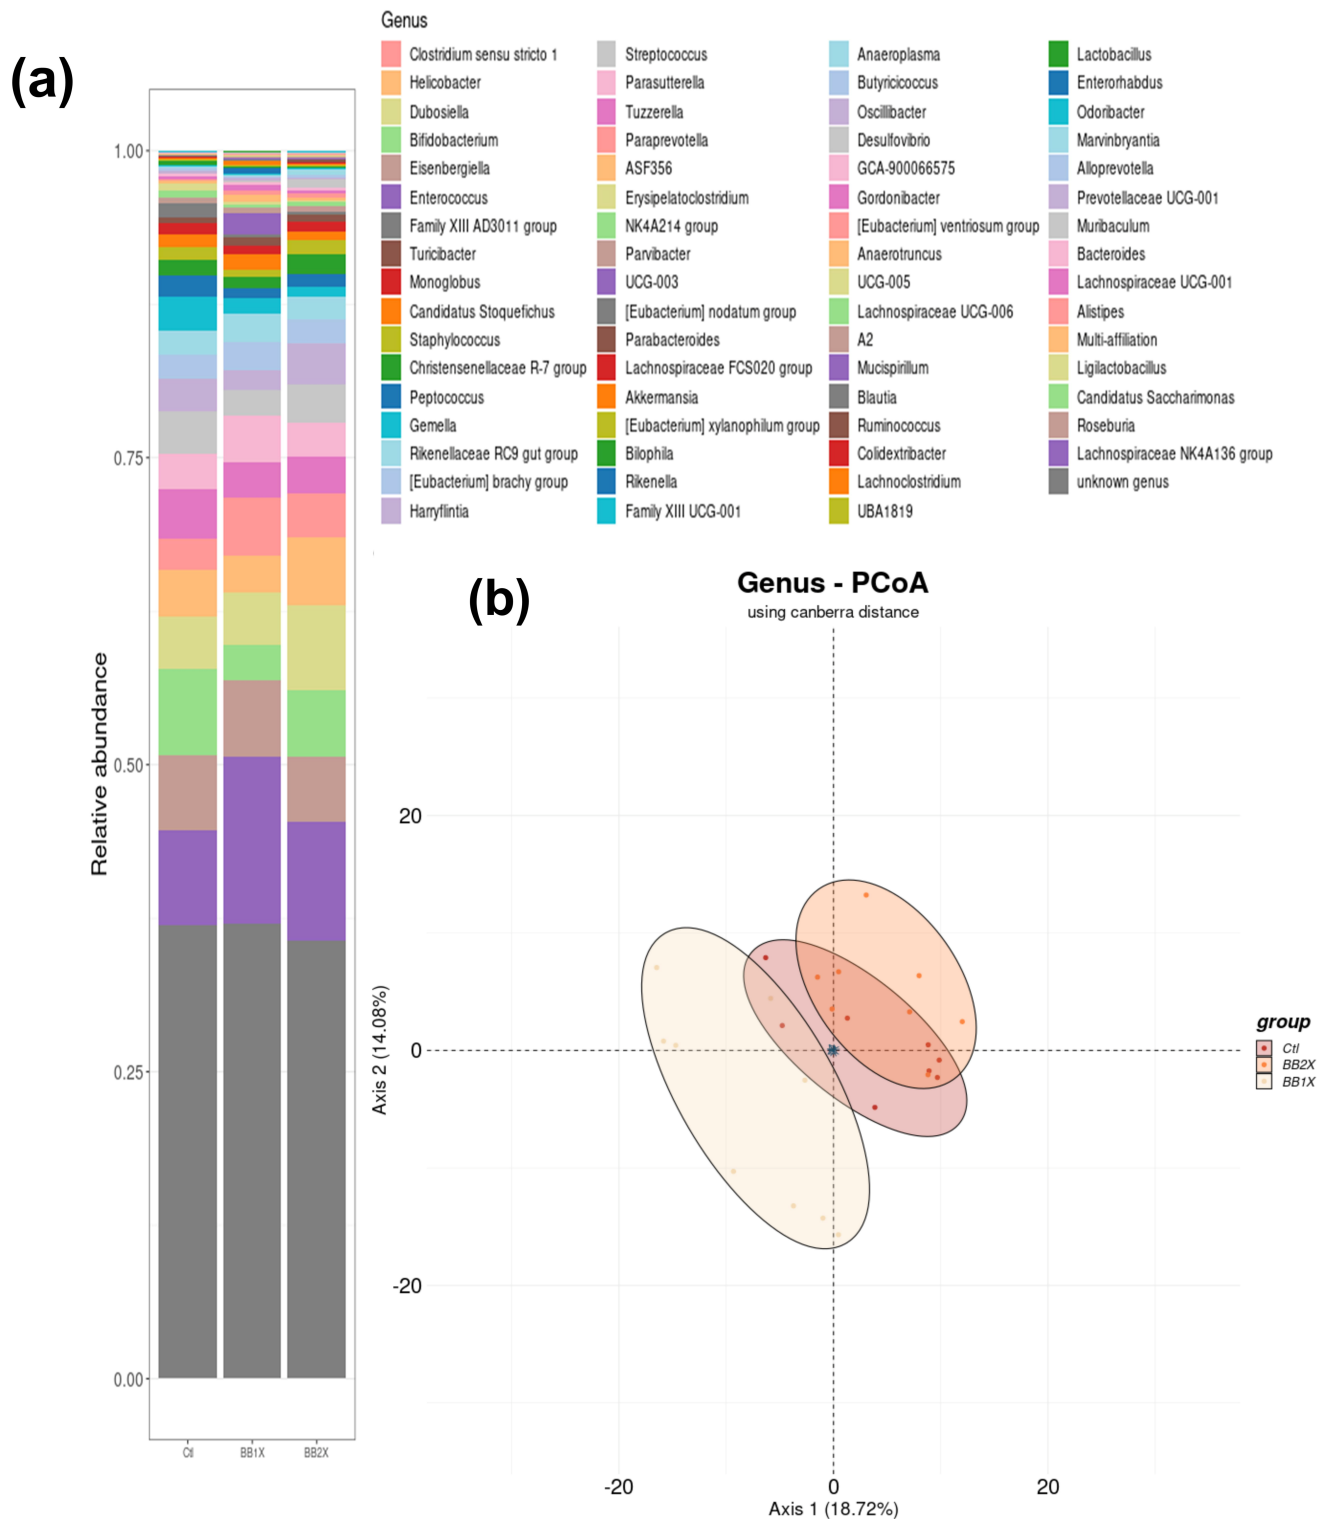 (a)
Genus
Clostridium sensu stricto 1
Helicobacter
Dubosiella
Bifidobacterium
Eisenbergiella
Enterococcus
Family XIII AD3011 group
Turicibacter
Monoglobus
Candidatus Stoquefichus
Staphylococcus
Christensenellaceae R-7 group
Peptococcus
Gemella
Rikenellaceae RC9 gut group
[Eubacterium] brachy group
Harryflintia
Streptococcus
Parasutterella
Tuzzerella
Paraprevotella
ASF356
Erysipelatoclostridium
NK4A214 group
Parvibacter
UCG-003
[Eubacterium] nodatum group
Parabacteroides
Lachnospiraceae FCS020 group
Akkermansia
[Eubacterium] xylanophilum group
Bilophila
Rikenella
Family XIII UCG-001
Anaeroplasma
Butyricicoccus
Oscillibacter
Desulfovibrio
GCA-900066575
Gordonibacter
[Eubacterium] ventriosum group
Anaerotruncus
UCG-005
Lachnospiraceae UCG-006
A2
Mucispirillum
Blautia
Ruminococcus
Colidextribacter
Lachnoclostridium
UBA1819
Lactobacillus
Enterorhabdus
Odoribacter
Marvinbryantia
Alloprevotella
Prevotellaceae UCG-001
Muribaculum
Bacteroides
Lachnospiraceae UCG-001
Alistipes
Multi-affiliation
Ligilactobacillus
Candidatus Saccharimonas
Roseburia
Lachnospiraceae NK4A136 group
unknown genus
Relative abundance
1.00
0.75
0.50
0.25
0.00
Ctl
BB1X
BB2X
(b)
Genus - PCoA
using canberra distance
Axis 2 (14.08%)
20
0
-20
-20
0
20
Axis 1 (18.72%)
group
Ctl
BB2X
BB1X